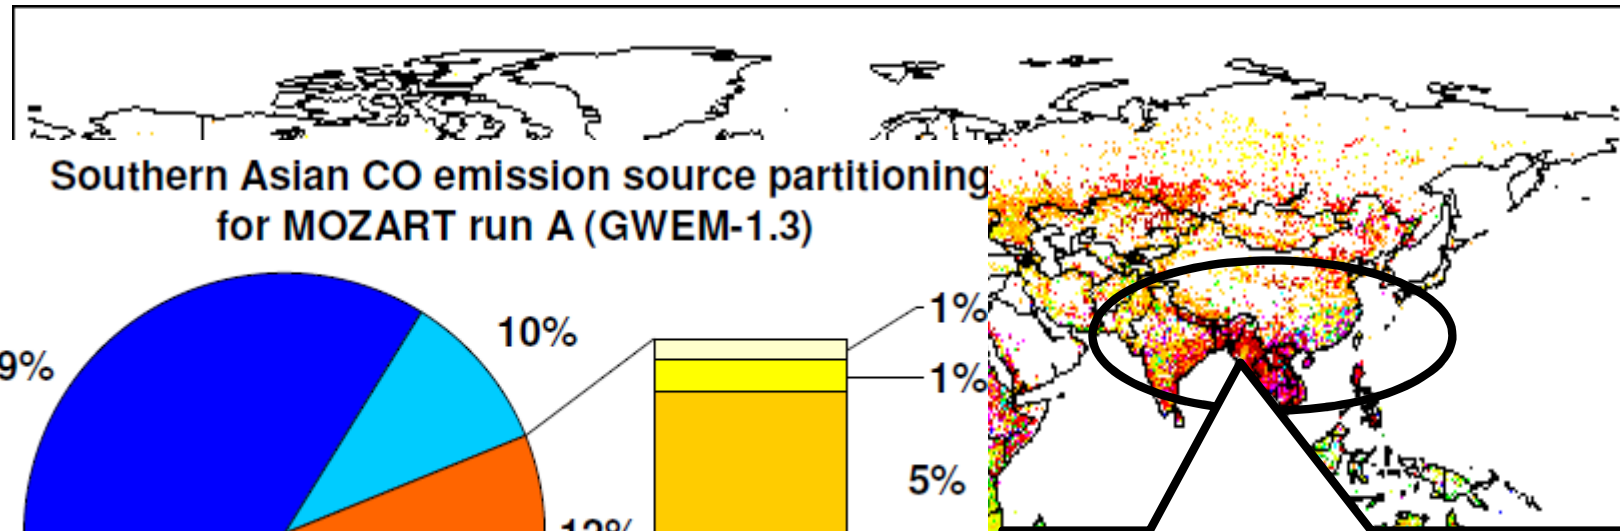 Southern Asian CO emission source partitioning
for MOZART run A (GWEM-1.3)
1%
10%
9%
1%
5%